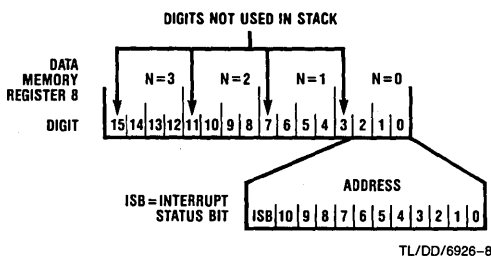 DIGITS NOT USED IN STACK
DATA
MEMORY
REGISTER 8
N=3 N=2 N=1 N=0
DIGIT 15 14 13 12 11 10 9 8 7 6 5 4 3 2 1 0
ADDRESS
ISB=INTERRUPT
STATUS BIT
ISB 10 9 8 7 6 5 4 3 2 1 0
TL/DD/6926-8